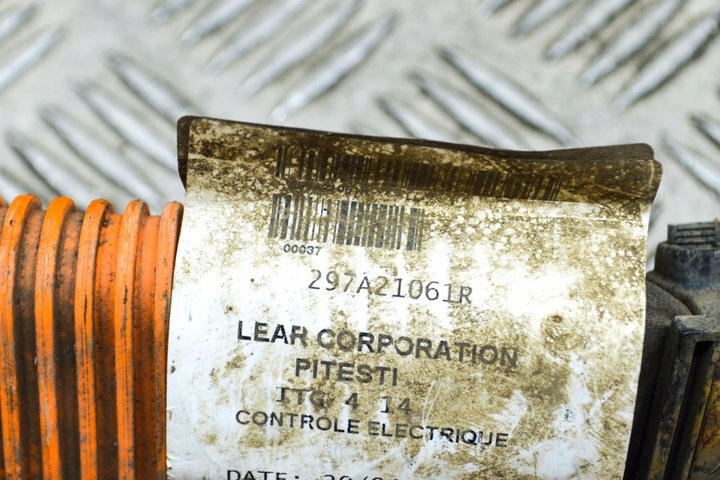 00037
297A21061R
LEAR CORPORATION
PITESTI
ITG 4 14
CONTROLE ELECTRIQUE
DATE: